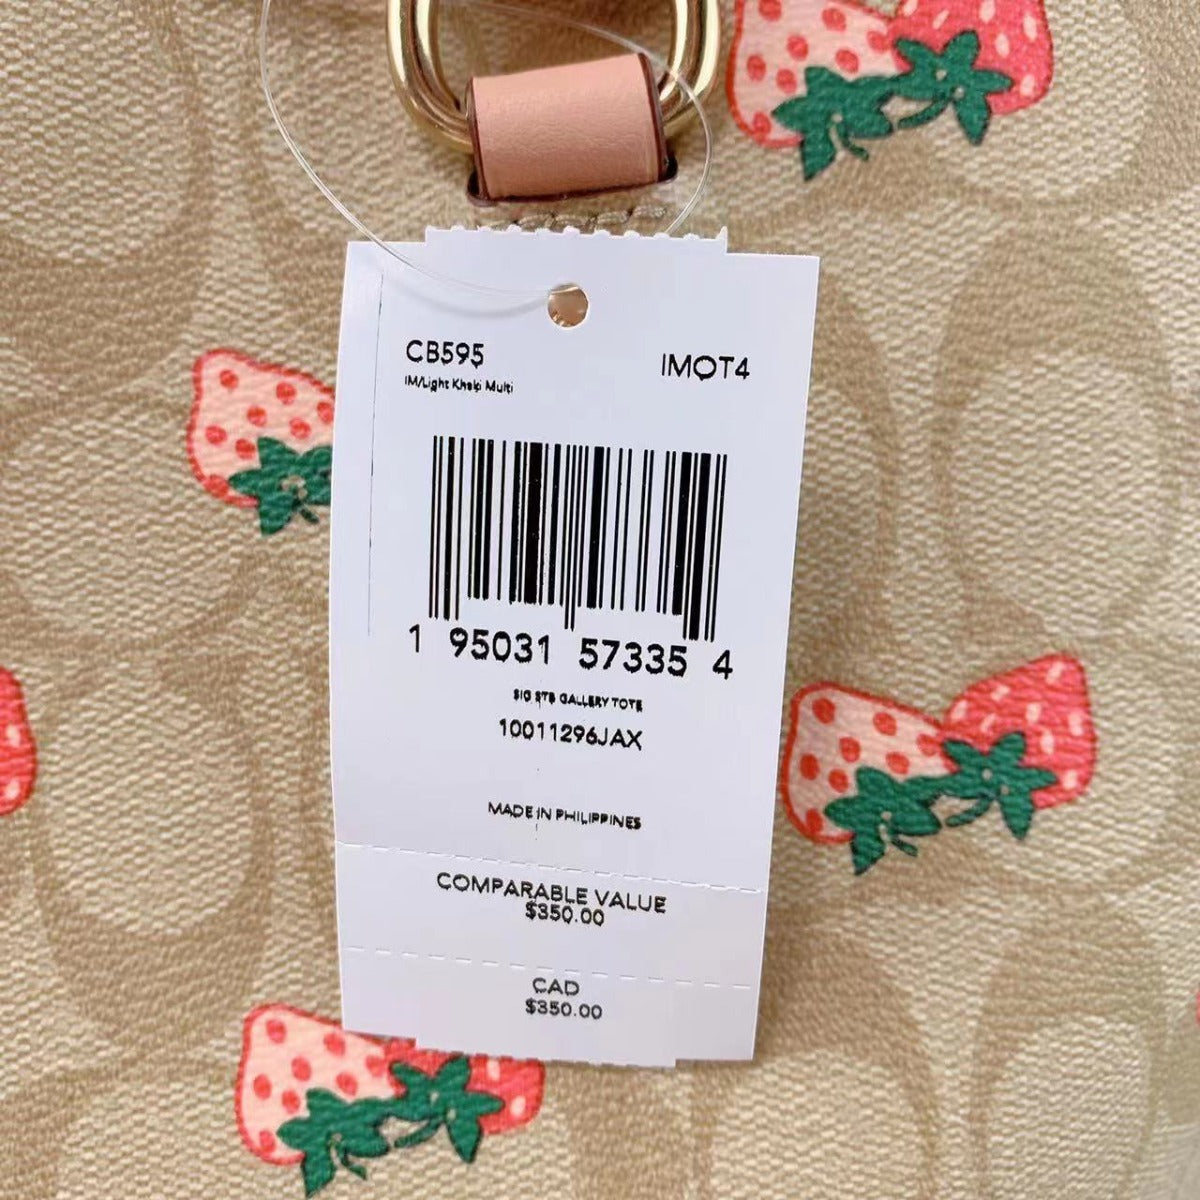 CB595 IMOT4
IM/Light Khaki Multi
1 95031 57335 4
SIG STB GALLERY TOTE
10011296JAX
MADE IN PHILIPPINES
COMPARABLE VALUE
$350.00
CAD
$350.00